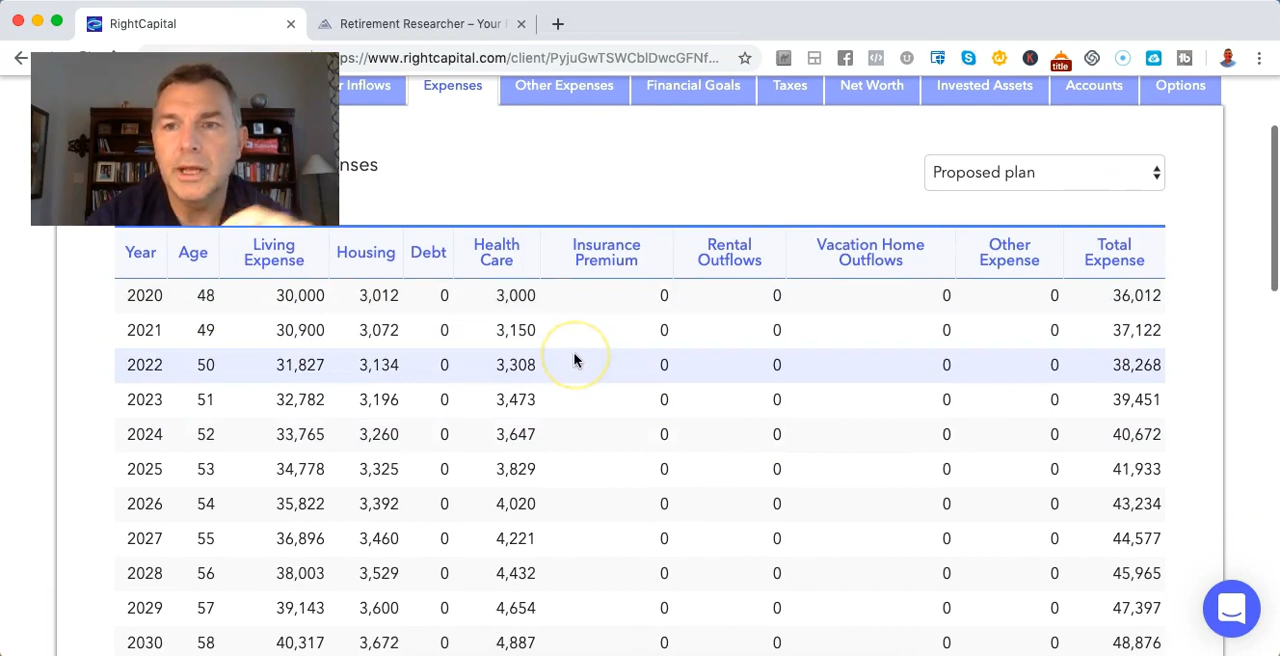 RightCapital
Retirement Researcher – Your
ps://www.rightcapital.com/client/PyjuGwTSWCblDwcGFNf...
title
r Inflows Expenses Other Expenses Financial Goals Taxes Net Worth Invested Assets Accounts Options
nses
Proposed plan
Year Age Living Expense Housing Debt Health Care Insurance Premium Rental Outflows Vacation Home Outflows Other Expense Total Expense
2020 48 30,000 3,012 0 3,000 0 0 0 0 36,012
2021 49 30,900 3,072 0 3,150 0 0 0 0 37,122
2022 50 31,827 3,134 0 3,308 0 0 0 0 38,268
2023 51 32,782 3,196 0 3,473 0 0 0 0 39,451
2024 52 33,765 3,260 0 3,647 0 0 0 0 40,672
2025 53 34,778 3,325 0 3,829 0 0 0 0 41,933
2026 54 35,822 3,392 0 4,020 0 0 0 0 43,234
2027 55 36,896 3,460 0 4,221 0 0 0 0 44,577
2028 56 38,003 3,529 0 4,432 0 0 0 0 45,965
2029 57 39,143 3,600 0 4,654 0 0 0 0 47,397
2030 58 40,317 3,672 0 4,887 0 0 0 0 48,876